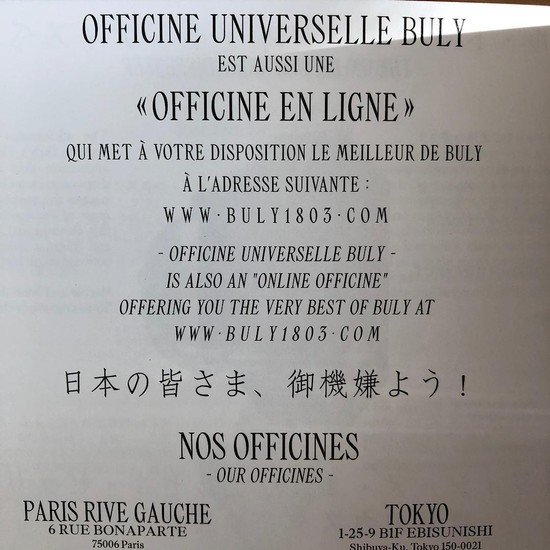 OFFICINE UNIVERSELLE BULY
EST AUSSI UNE
« OFFICINE EN LIGNE »
QUI MET À VOTRE DISPOSITION LE MEILLEUR DE BULY
À L'ADRESSE SUIVANTE :
WWW·BULY1803·COM
- OFFICINE UNIVERSELLE BULY -
IS ALSO AN "ONLINE OFFICINE"
OFFERING YOU THE VERY BEST OF BULY AT
WWW·BULY1803·COM
日本の皆さま、御機嫌よう！
NOS OFFICINES
- OUR OFFICINES -
PARIS RIVE GAUCHE
6 RUE BONAPARTE
75006 Paris
TOKYO
1-25-9 B1F EBISUNISHI
Shibuya-Ku, Tokyo 150-0021